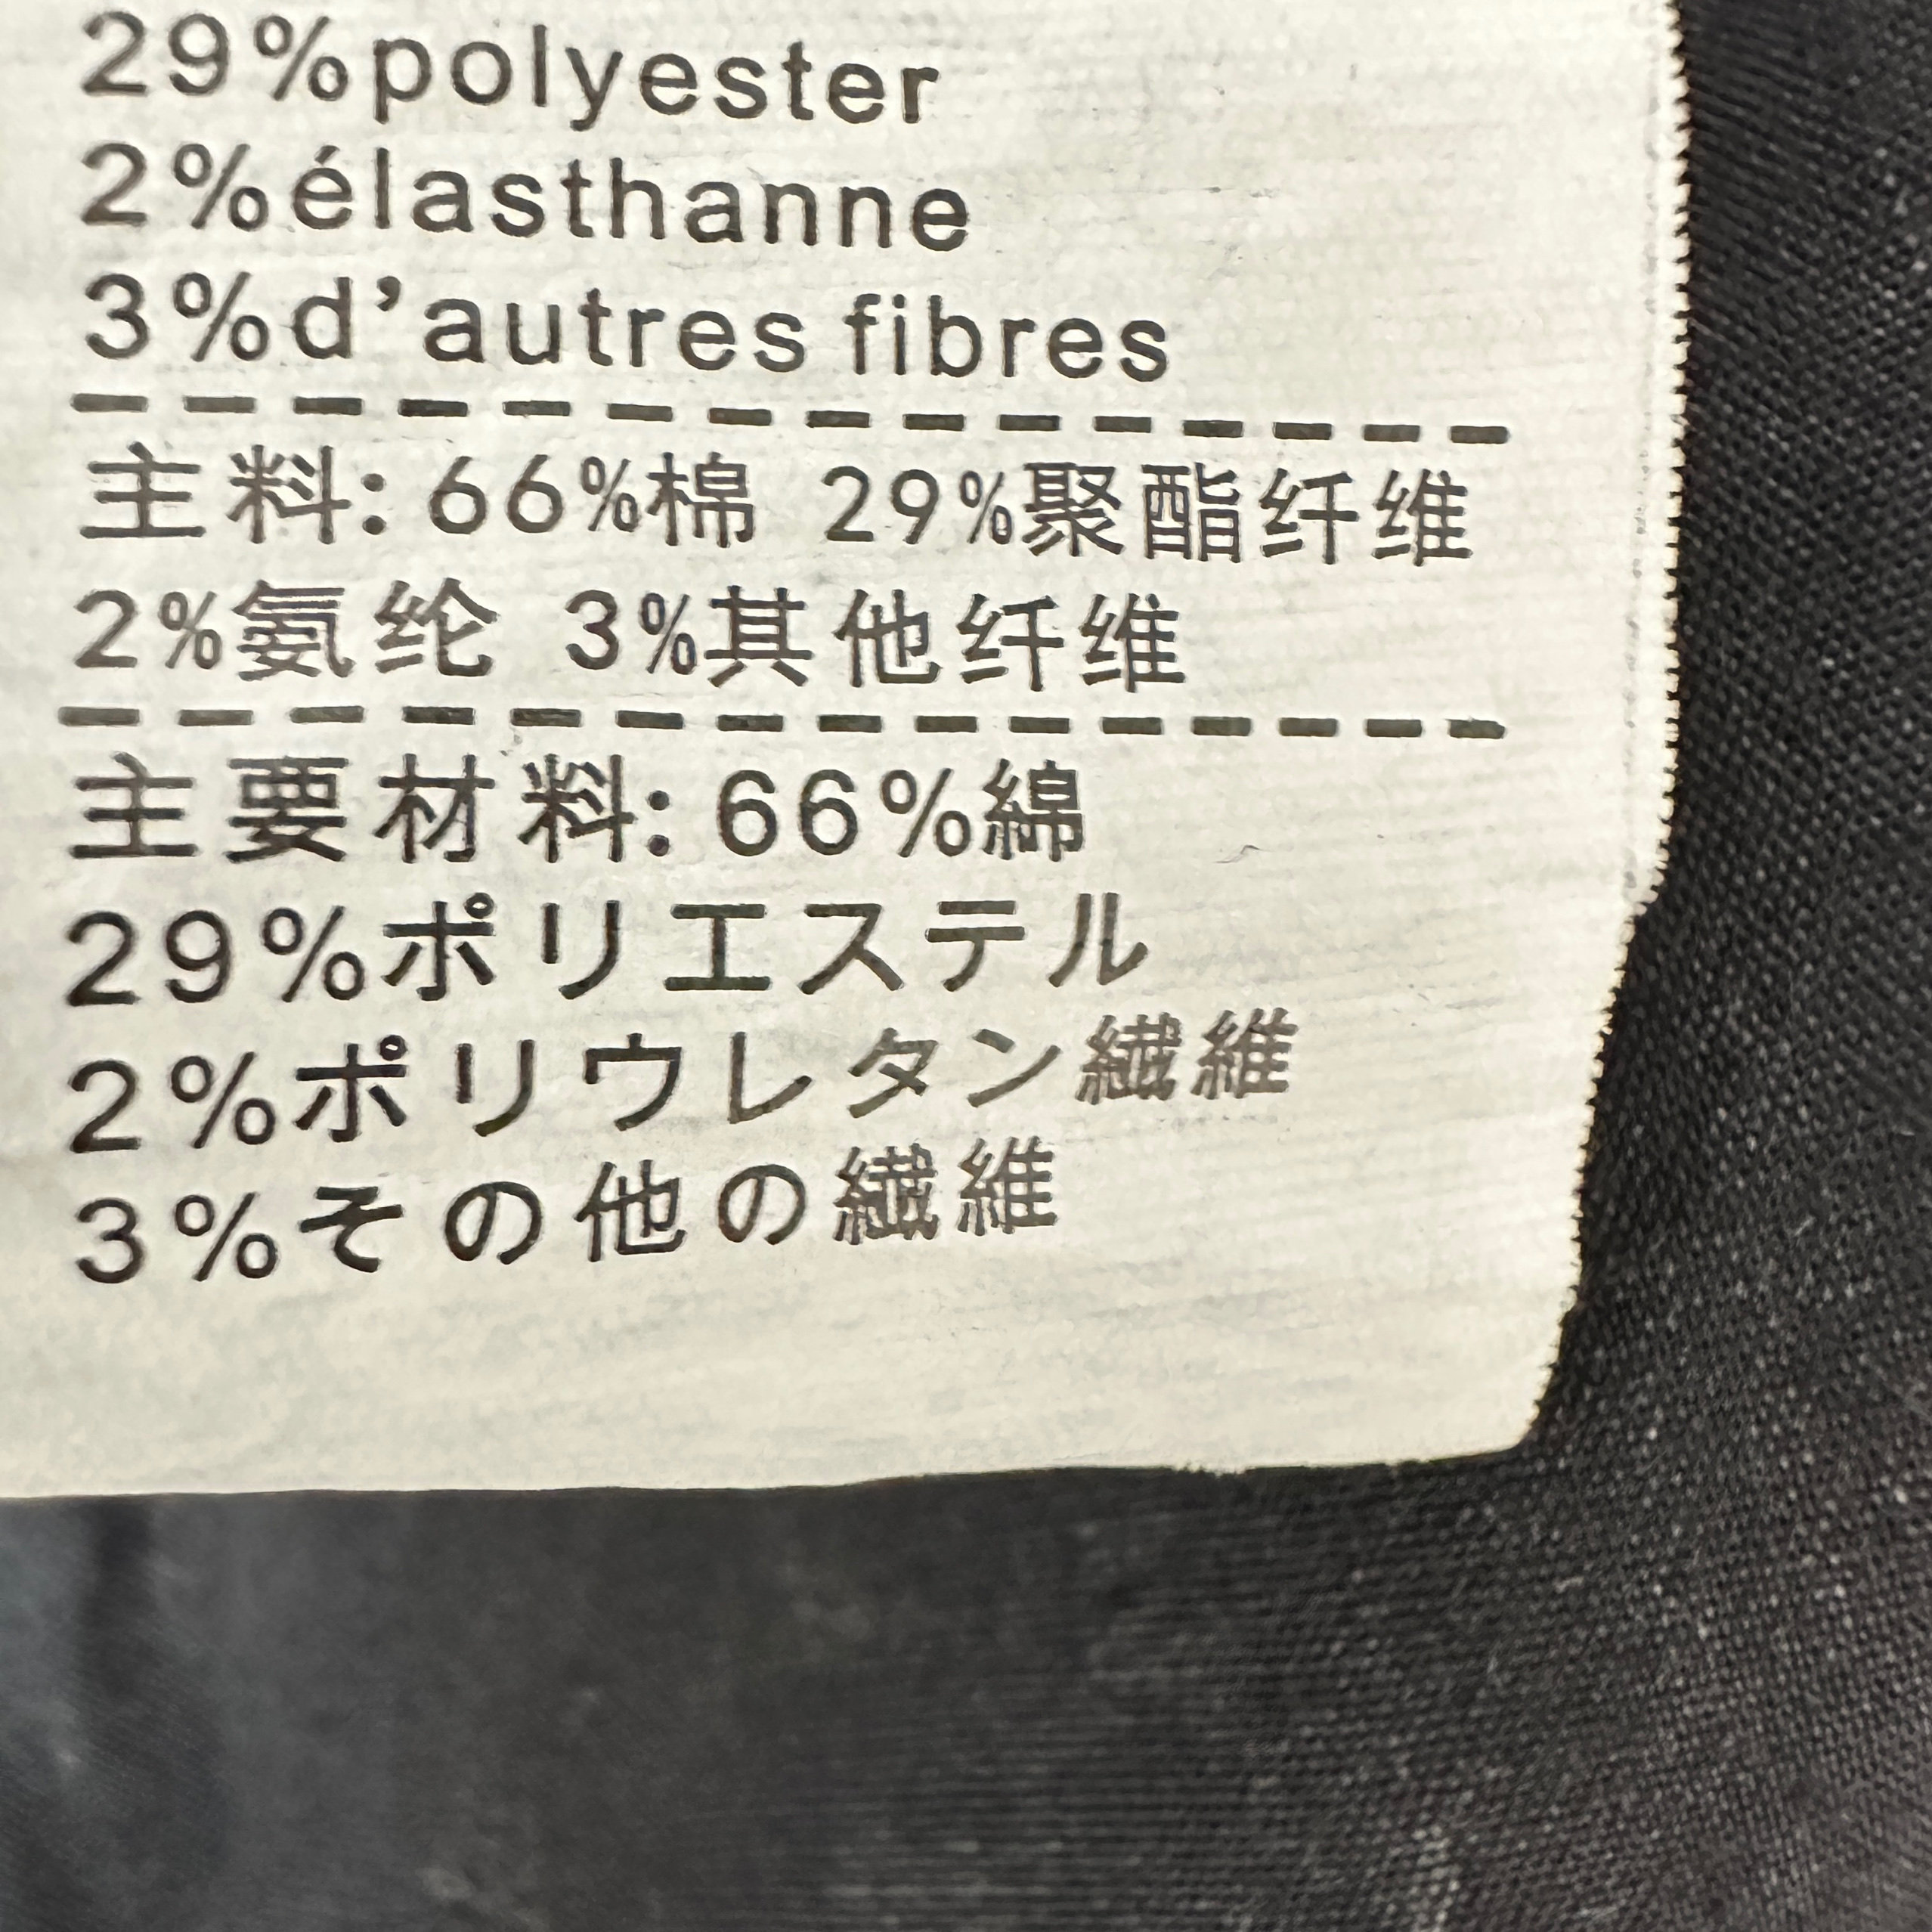 29%polyester
2%élasthanne
3%d’autres fibres
主料: 66%棉 29%聚酯纤维
2%氨纶 3%其他纤维
主要材料: 66%綿
29%ポリエステル
2%ポリウレタン繊維
3%その他の繊維